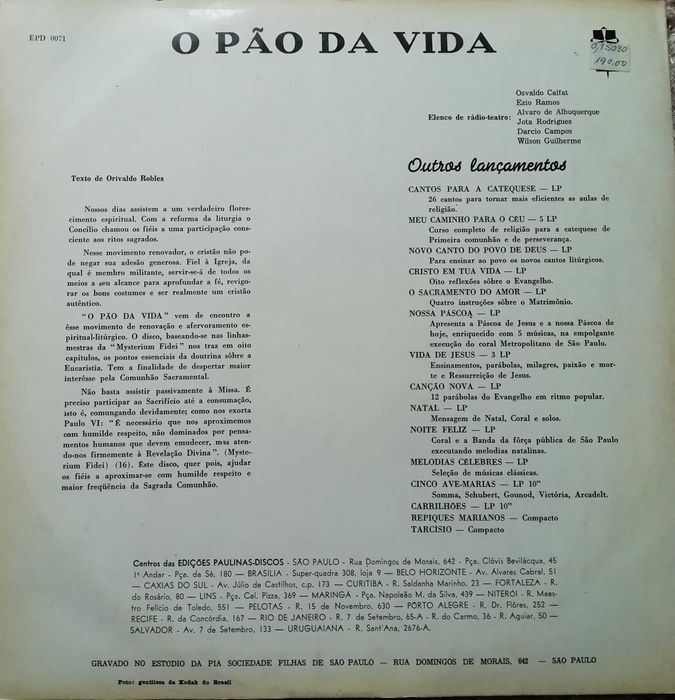 EPD 0071
O PÃO DA VIDA
190,00
Elenco de rádio-teatro:
Osvaldo Calfat
Ezio Ramos
Alvaro de Albuquerque
Jota Rodrigues
Darcio Campos
Wilson Guilherme
Texto de Orivaldo Robles
Nossos dias assistem a um verdadeiro flores-
cimento espiritual. Com a reforma da liturgia o
Concílio chamou os fiéis a uma participação cons-
ciente aos ritos sagrados.
Nesse movimento renovador, o cristão não po-
de negar sua adesão generosa. Fiel à Igreja, da
qual é membro militante, servir-se-á de todos os
meios a seu alcance para aprofundar a fé, revigo-
rar os bons costumes e ser realmente um cristão
autêntico.
"O PÃO DA VIDA" vem de encontro a
êsse movimento de renovação e afervoramento es-
piritual-litúrgico. O disco, baseando-se nas linhas-
mestras da "Mysterium Fidei" nos traz em oito
capítulos, os pontos essenciais da doutrina sôbre a
Eucaristia. Tem a finalidade de despertar maior
interêsse pela Comunhão Sacramental.
Não basta assistir passivamente à Missa. É
preciso participar ao Sacrifício até a consumação,
isto é, comungando devidamente; como nos exorta
Paulo VI: "É necessário que nos aproximemos
com humilde respeito, não dominados por pensa-
mentos humanos que devem emudecer, mas aten-
do-nos firmemente à Revelação Divina". (Myste-
rium Fidei) (16). Êste disco, quer pois, ajudar
os fiéis a aproximar-se com humilde respeito e
maior freqüência da Sagrada Comunhão.
Outros lançamentos
CANTOS PARA A CATEQUESE — LP
26 cantos para tornar mais eficientes as aulas de
religião.
MEU CAMINHO PARA O CÉU — 5 LP
Curso completo de religião para a catequese de
Primeira comunhão e de perseverança.
NÔVO CANTO DO POVO DE DEUS — LP
Para ensinar ao povo os novos cantos litúrgicos.
CRISTO EM TUA VIDA — LP
Oito reflexões sôbre o Evangelho.
O SACRAMENTO DO AMOR — LP
Quatro instruções sôbre o Matrimônio.
NOSSA PÁSCOA — LP
Apresenta a Páscoa de Jesus e a nossa Páscoa de
hoje, enriquecido com 5 músicas, na empolgante
execução do coral Metropolitano de São Paulo.
VIDA DE JESUS — 3 LP
Ensinamentos, parábolas, milagres, paixão e mor-
te e Ressurreição de Jesus.
CANÇÃO NOVA — LP
12 parábolas do Evangelho em ritmo popular.
NATAL — LP
Mensagem de Natal, Coral e solos.
NOITE FELIZ — LP
Coral e a Banda da fôrça pública de São Paulo
executando melodias natalinas.
MELODIAS CÉLEBRES — LP
Seleção de músicas clássicas.
CINCO AVE-MARIAS — LP 10"
Somma, Schubert, Gounod, Victória, Arcadelt.
CARRILHÕES — LP 10"
REPIQUES MARIANOS — Compacto
TARCÍSIO — Compacto
Centros das EDIÇÕES PAULINAS-DISCOS - SÃO PAULO - Rua Domingos de Morais, 642 - Pça. Clóvis Bevilácqua, 45
1º Andar - Pça. da Sé, 180 — BRASÍLIA - Super-quadra 308, loja 9 — BELO HORIZONTE - Av. Álvares Cabral, 51
— CAXIAS DO SUL - Av. Júlio de Castilhos, c.p. 173 — CURITIBA - R. Saldanha Marinho, 23 — FORTALEZA - R.
do Rosário, 80 — LINS - Pça. Cel. Pizza, 369 — MARINGA - Pça. Napoleão M. da Silva, 439 — NITERÓI - R. Maes-
tro Felício de Toledo, 551 — PELOTAS - R. 15 de Novembro, 630 — PÔRTO ALEGRE - R. Dr. Flôres, 252 —
RECIFE - R. da Concórdia, 167 — RIO DE JANEIRO - R. 7 de Setembro, 65-A - R. do Carmo, 36 - R. Aguiar, 50 —
SALVADOR - Av. 7 de Setembro, 133 — URUGUAIANA - R. Sant'Ana, 2676-A.
GRAVADO NO ESTÚDIO DA PIA SOCIEDADE FILHAS DE SAO PAULO — RUA DOMINGOS DE MORAIS, 642 — SAO PAULO
Foto: gentileza da Kodak do Brasil